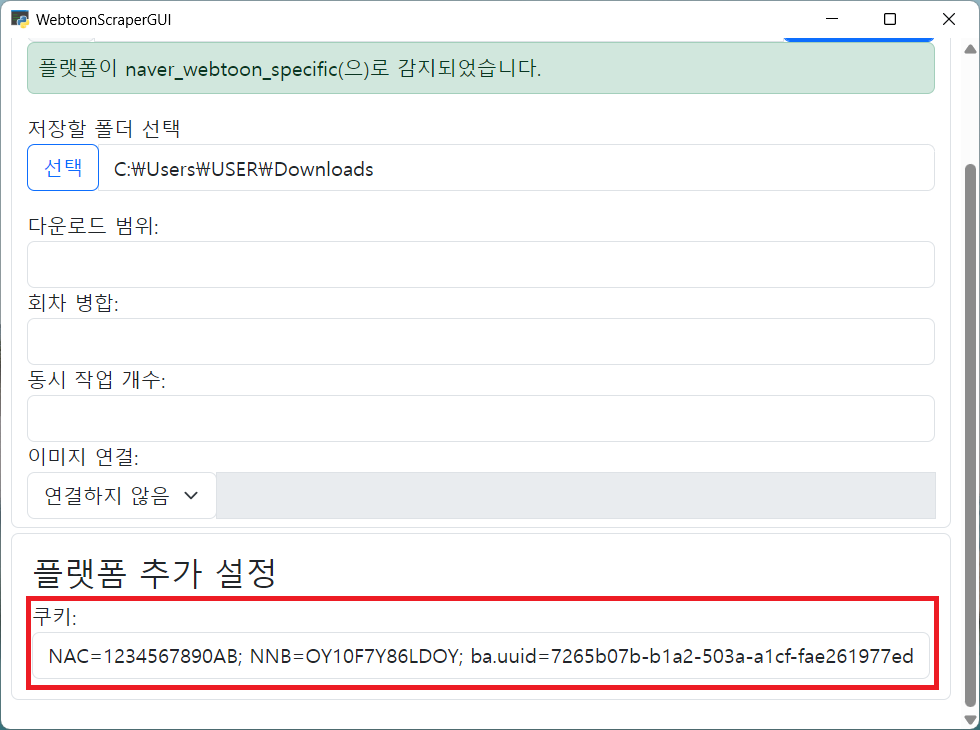 WebtoonScraperGUI
플랫폼이 naver_webtoon_specific(으)로 감지되었습니다.
저장할 폴더 선택
선택 C:₩Users₩USER₩Downloads
다운로드 범위:
회차 병합:
동시 작업 개수:
이미지 연결:
연결하지 않음
플랫폼 추가 설정
쿠키:
NAC=1234567890AB; NNB=OY10F7Y86LDOY; ba.uuid=7265b07b-b1a2-503a-a1cf-fae261977ed